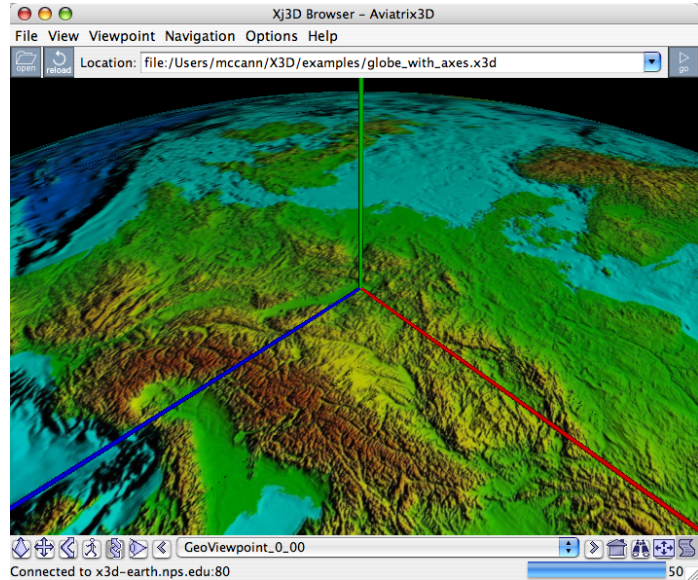 Xj3D Browser - Aviatrix3D
File View Viewpoint Navigation Options Help
open reload Location: file:/Users/mccann/X3D/examples/globe_with_axes.x3d go
GeoViewpoint_0_00
Connected to x3d-earth.nps.edu:80 50